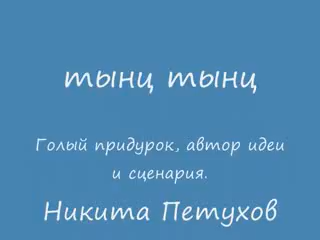 тынц тынц
Голый придурок, автор идеи
и сценария.
Никита Петухов